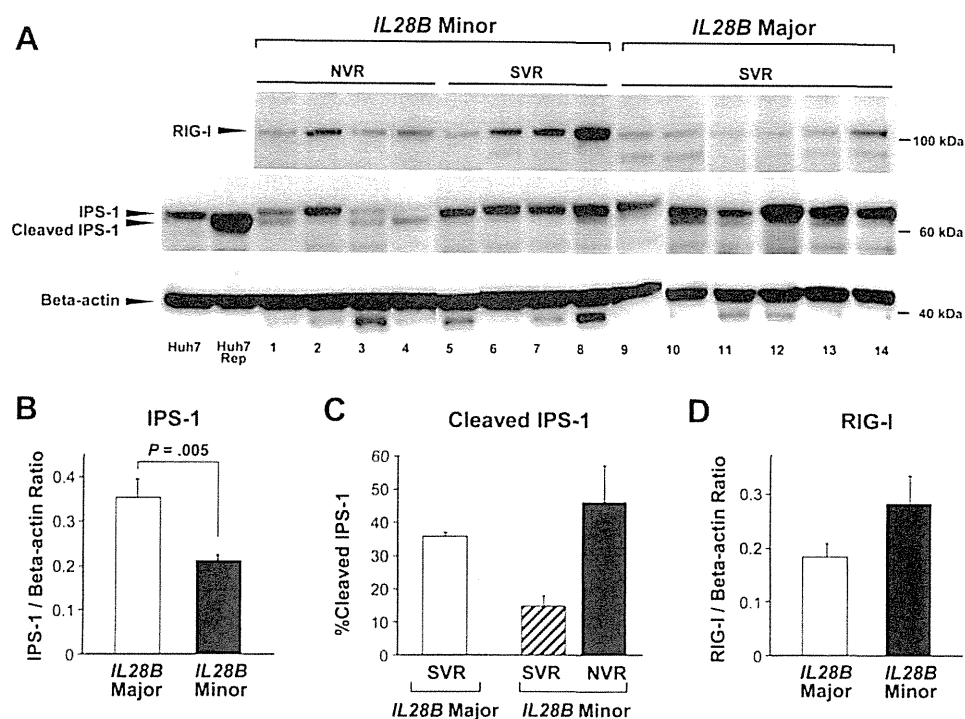 A
IL28B Minor
IL28B Major
NVR
SVR
SVR
RIG-I
100 kDa
IPS-1
Cleaved IPS-1
60 kDa
Beta-actin
40 kDa
Huh7
Huh7 Rep
1 2 3 4 5 6 7 8 9 10 11 12 13 14
B
IPS-1
P = .005
IPS-1 / Beta-actin Ratio
0.4
0.3
0.2
0.1
0
IL28B Major
IL28B Minor
C
Cleaved IPS-1
%Cleaved IPS-1
60
50
40
30
20
10
0
SVR
SVR
NVR
IL28B Major
IL28B Minor
D
RIG-I
RIG-I / Beta-actin Ratio
0.3
0.2
0.1
0
IL28B Major
IL28B Minor